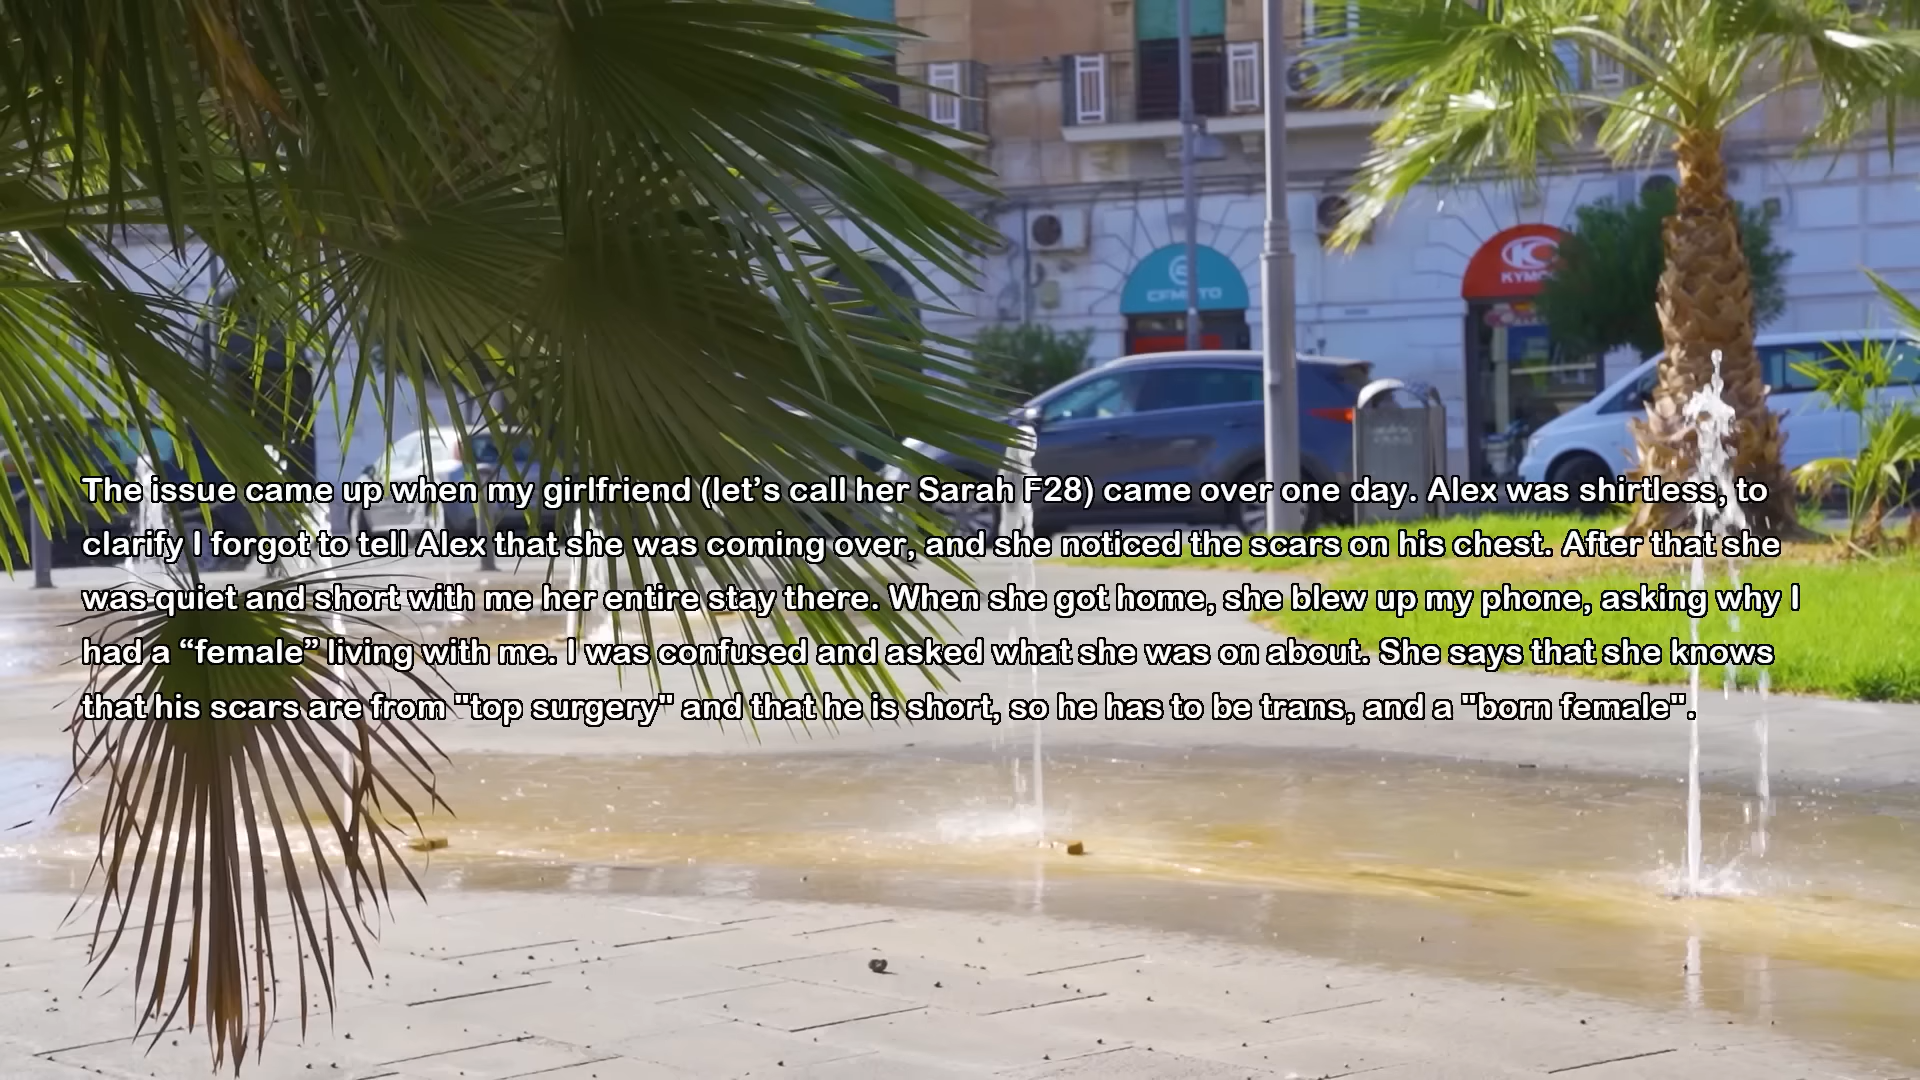 CFMOTO
KYMCO
The issue came up when my girlfriend (let’s call her Sarah F28) came over one day. Alex was shirtless, to
clarify I forgot to tell Alex that she was coming over, and she noticed the scars on his chest. After that she
was quiet and short with me her entire stay there. When she got home, she blew up my phone, asking why I
had a “female” living with me. I was confused and asked what she was on about. She says that she knows
that his scars are from "top surgery" and that he is short, so he has to be trans, and a "born female".